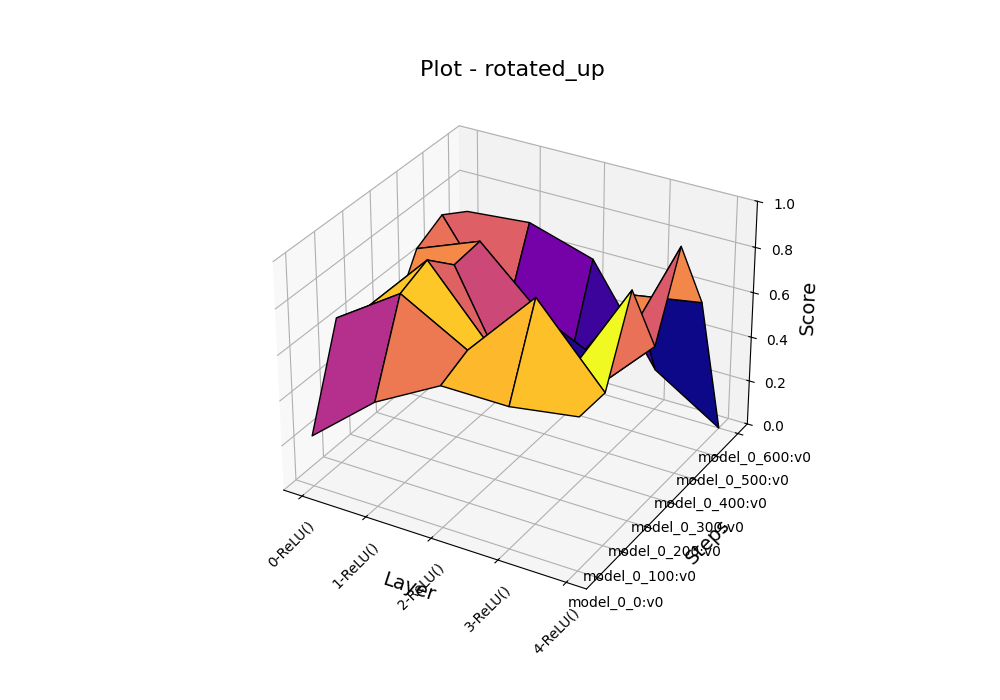 Plot - rotated_up
1.0
0.8
0.6
0.4
0.2
0.0
Score
model_0_600:v0
model_0_500:v0
model_0_400:v0
model_0_300:v0
model_0_200:v0
model_0_100:v0
model_0_0:v0
Steps
0-ReLU()
1-ReLU()
2-ReLU()
3-ReLU()
4-ReLU()
Layer